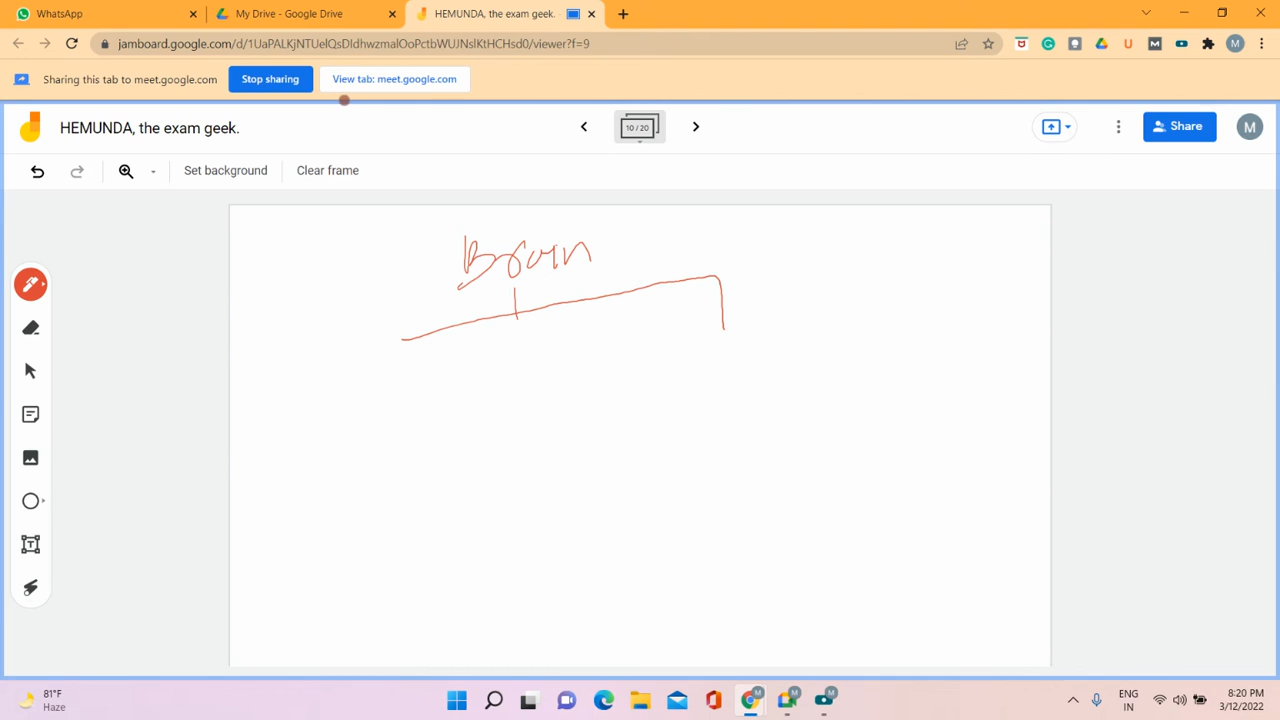 WhatsApp
My Drive - Google Drive
HEMUNDA, the exam geek.
jamboard.google.com/d/1UaPALKjNTUelQsDIdhwzmalOoPctbWUJNslKtHCHsd0/viewer?f=9
Sharing this tab to meet.google.com
Stop sharing
View tab: meet.google.com
HEMUNDA, the exam geek.
10 / 20
Share
M
Set background
Clear frame
Brain
81°F
Haze
ENG
IN
8:20 PM
3/12/2022